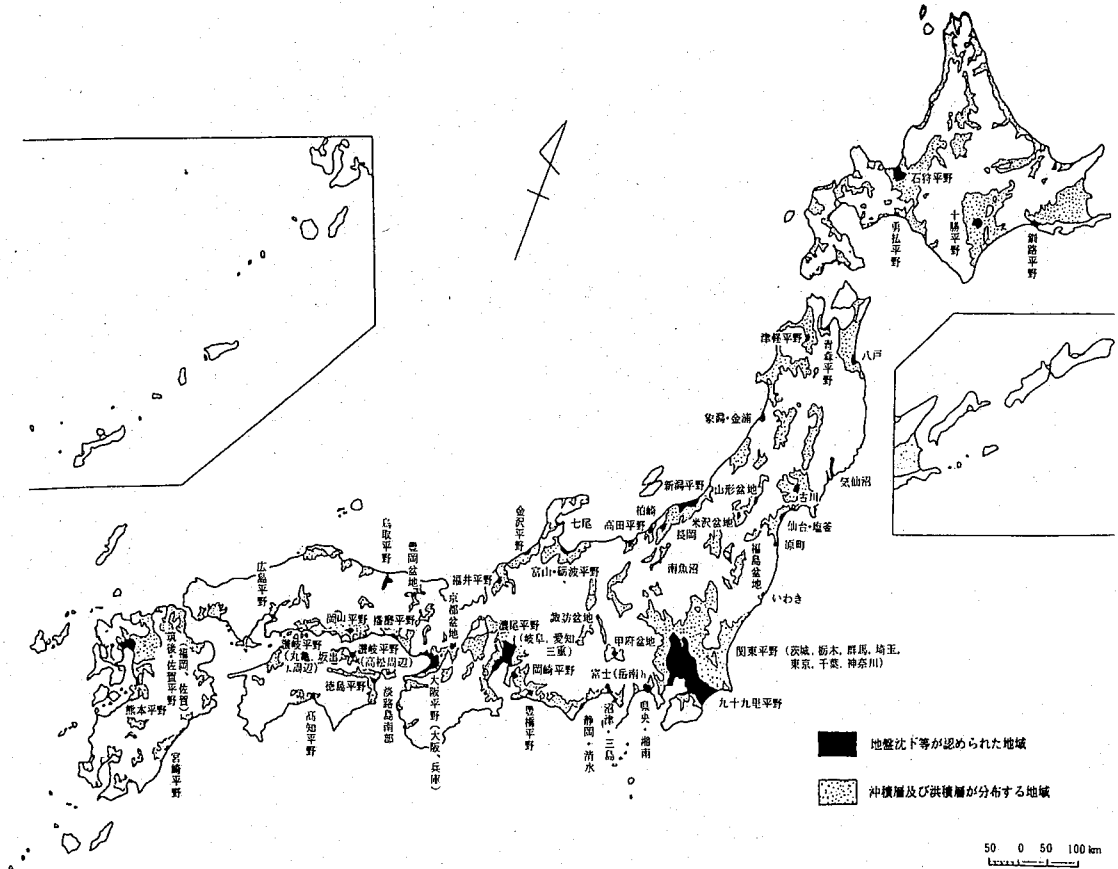 石狩平野
十勝平野
釧路平野
勇払平野
津軽平野
青森平野
八戸
象潟・金浦
気仙沼
新潟平野
山形盆地
古川
柏崎
高田平野
長岡
米沢盆地
仙台・塩釜
原町
福島盆地
南魚沼
いわき
七尾
金沢平野
富山・砺波平野
福井平野
鳥取平野
豊岡盆地
京都盆地
広島平野
岡山平野
播磨平野
讃岐平野
(丸亀、坂出
周辺)
讃岐平野
(高松周辺)
徳島平野
高知平野
淡路島南部
大阪平野(大阪、兵庫)
濃尾平野
(岐阜、愛知、
三重)
岡崎平野
豊橋平野
諏訪盆地
甲府盆地
富士(岳南)
静岡・清水
沼津・三島
県央・湘南
関東平野(茨城、栃木、群馬、埼玉、
東京、千葉、神奈川)
九十九里平野
筑後・佐賀平野
(福岡、佐賀)
熊本平野
宮崎平野
地盤沈下等が認められた地域
沖積層及び洪積層が分布する地域
50 0 50 100 km